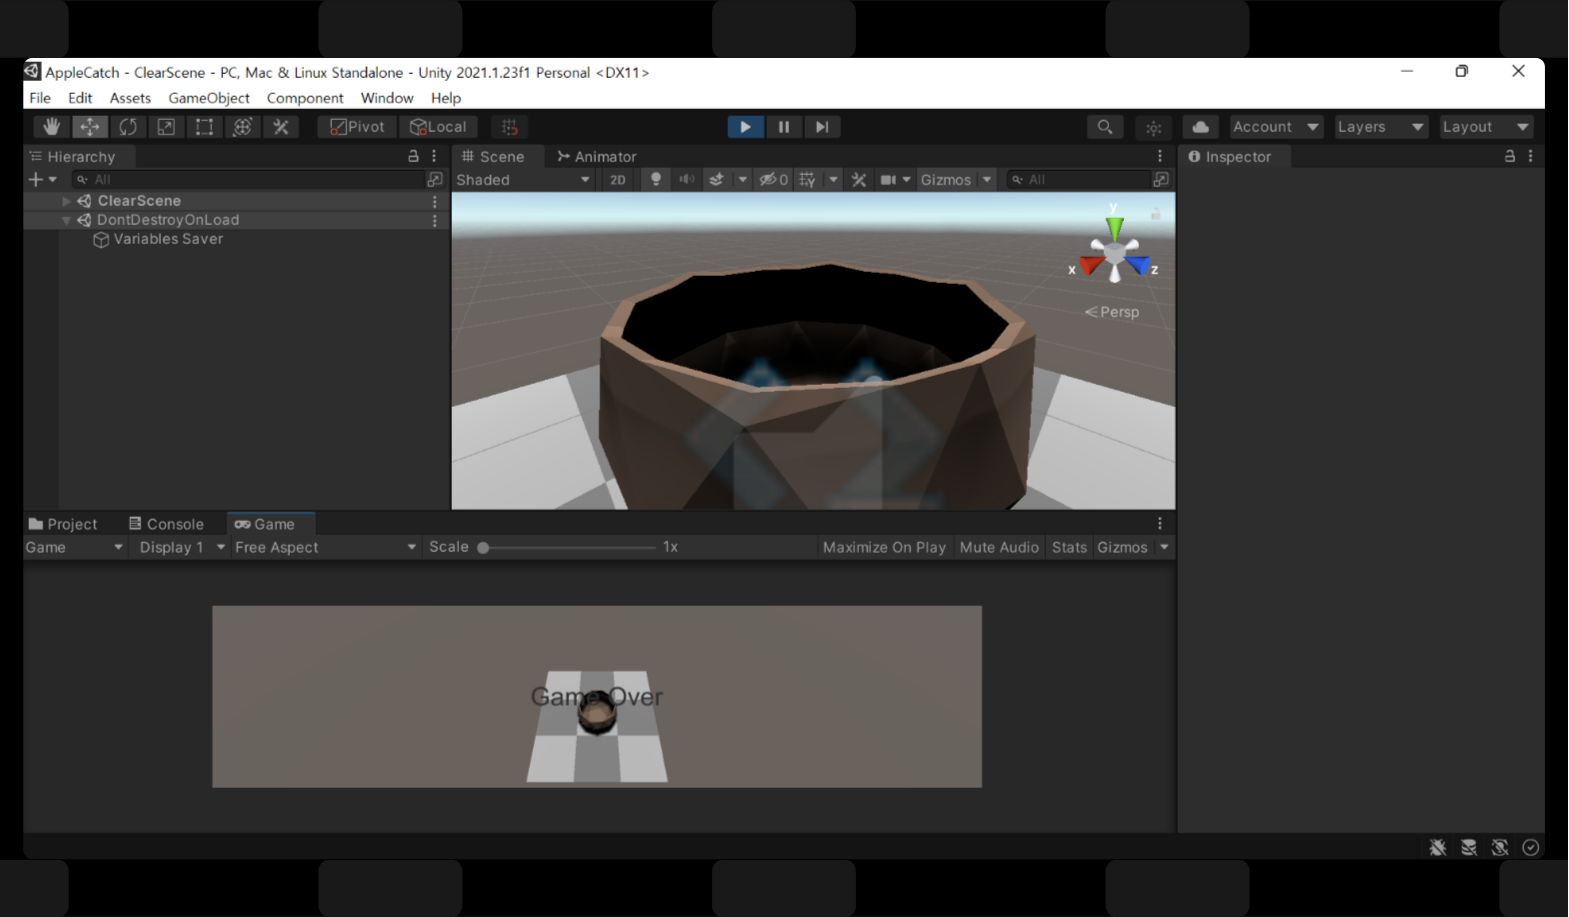 AppleCatch - ClearScene - PC, Mac & Linux Standalone - Unity 2021.1.23f1 Personal <DX11>
File Edit Assets GameObject Component Window Help
Pivot Local Account Layers Layout
Hierarchy
All
ClearScene
DontDestroyOnLoad
Variables Saver
Scene Animator
Shaded 2D 0 Gizmos All
y
x z
Persp
Inspector
Project Console Game
Game Display 1 Free Aspect Scale 1x Maximize On Play Mute Audio Stats Gizmos
Game Over